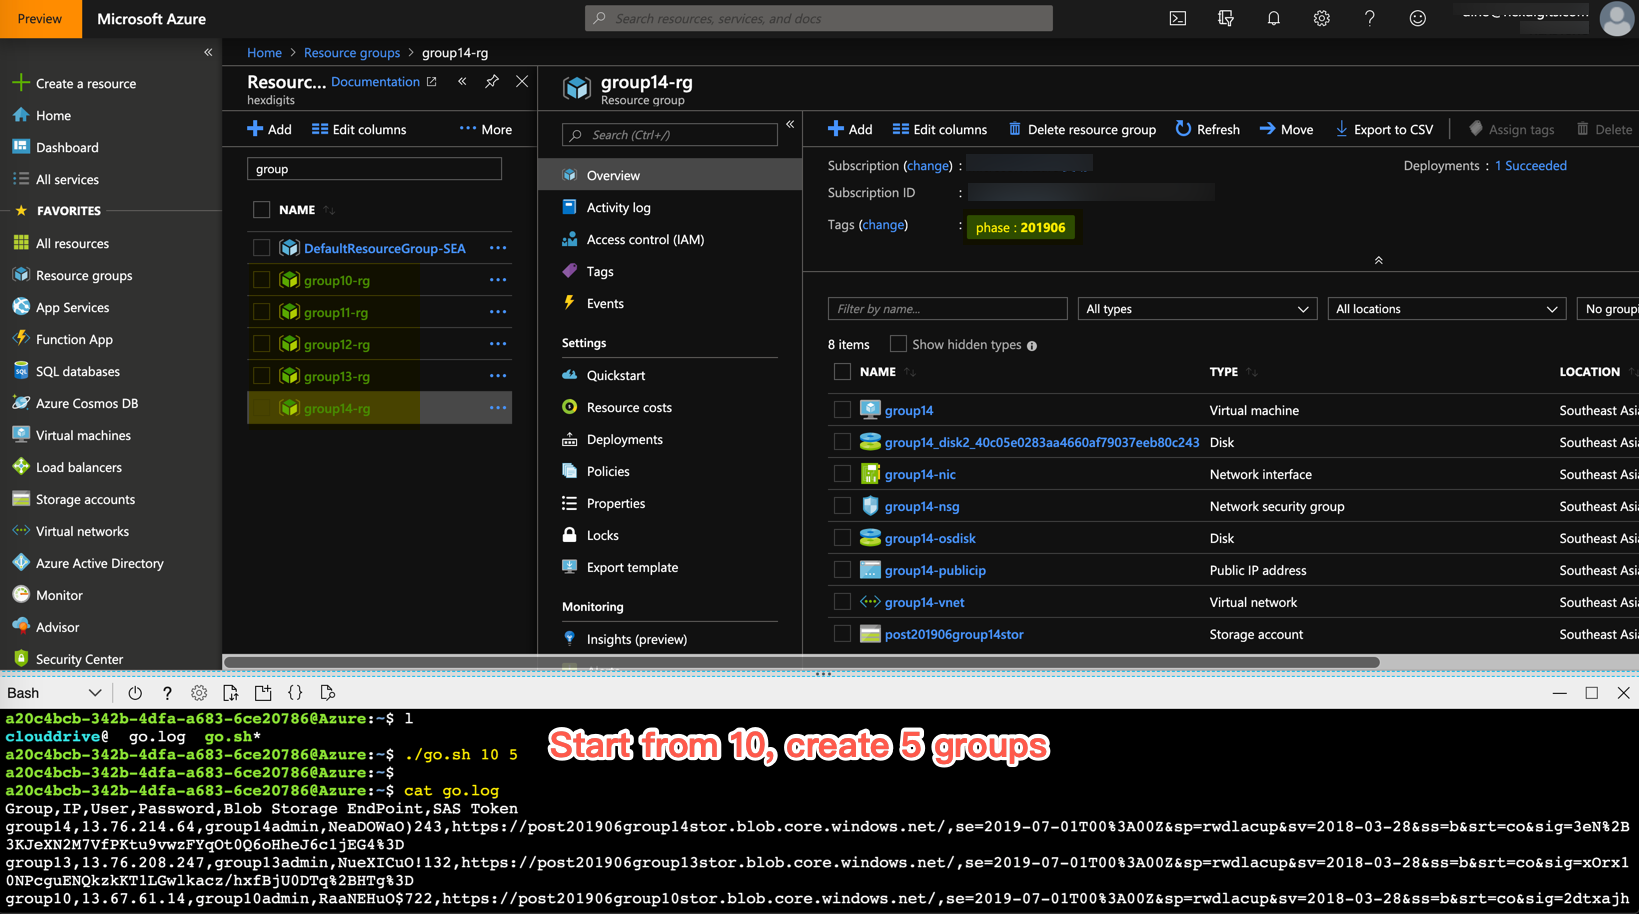 Preview
Microsoft Azure
Search resources, services, and docs
Home > Resource groups > group14-rg
Create a resource
Home
Dashboard
All services
FAVORITES
All resources
Resource groups
App Services
Function App
SQL databases
Azure Cosmos DB
Virtual machines
Load balancers
Storage accounts
Virtual networks
Azure Active Directory
Monitor
Advisor
Security Center
Resourc... Documentation
hexdigits
Add Edit columns ••• More
group
NAME
DefaultResourceGroup-SEA •••
group10-rg •••
group11-rg •••
group12-rg •••
group13-rg •••
group14-rg •••
group14-rg
Resource group
Search (Ctrl+/)
Overview
Activity log
Access control (IAM)
Tags
Events
Settings
Quickstart
Resource costs
Deployments
Policies
Properties
Locks
Export template
Monitoring
Insights (preview)
Add Edit columns Delete resource group Refresh Move Export to CSV Assign tags Delete
Subscription (change) :
Deployments : 1 Succeeded
Subscription ID :
Tags (change) : phase : 201906
Filter by name... All types All locations No groupi
8 items Show hidden types
NAME TYPE LOCATION
group14 Virtual machine Southeast Asi
group14_disk2_40c05e0283aa4660af79037eeb80c243 Disk Southeast Asi
group14-nic Network interface Southeast Asi
group14-nsg Network security group Southeast Asi
group14-osdisk Disk Southeast Asi
group14-publicip Public IP address Southeast Asi
group14-vnet Virtual network Southeast Asi
post201906group14stor Storage account Southeast Asi
Bash
a20c4bcb-342b-4dfa-a683-6ce20786@Azure:~$ l
clouddrive@ go.log go.sh*
a20c4bcb-342b-4dfa-a683-6ce20786@Azure:~$ ./go.sh 10 5
Start from 10, create 5 groups
a20c4bcb-342b-4dfa-a683-6ce20786@Azure:~$
a20c4bcb-342b-4dfa-a683-6ce20786@Azure:~$ cat go.log
Group,IP,User,Password,Blob Storage EndPoint,SAS Token
group14,13.76.214.64,group14admin,NeaDOWaO)243,https://post201906group14stor.blob.core.windows.net/,se=2019-07-01T00%3A00Z&sp=rwdlacup&sv=2018-03-28&ss=b&srt=co&sig=3eN%2B
3KJeXN2M7VfPKtu9vwzFYqOt0Q6oHheJ6cljEG4%3D
group13,13.76.208.247,group13admin,NueXICuO!132,https://post201906group13stor.blob.core.windows.net/,se=2019-07-01T00%3A00Z&sp=rwdlacup&sv=2018-03-28&ss=b&srt=co&sig=xOrx1
0NPcguENQkzkKT1LGwlkacz/hxfBjU0DTq%2BHTg%3D
group10,13.67.61.14,group10admin,RaaNEHuO$722,https://post201906group10stor.blob.core.windows.net/,se=2019-07-01T00%3A00Z&sp=rwdlacup&sv=2018-03-28&ss=b&srt=co&sig=2dtxajh